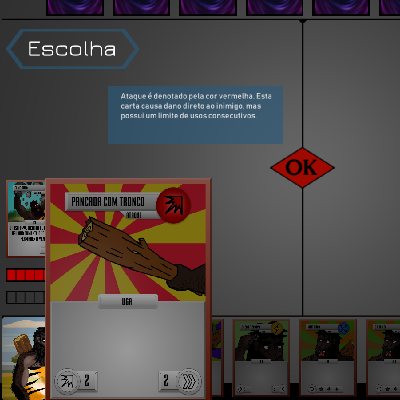 Escolha
Ataque é denotado pela cor vermelha. Esta
carta causa dano direto ao inimigo, mas
possui um limite de usos consecutivos.
OK
PANCADA COM TRONCO
ATAQUE
UGA
2
2